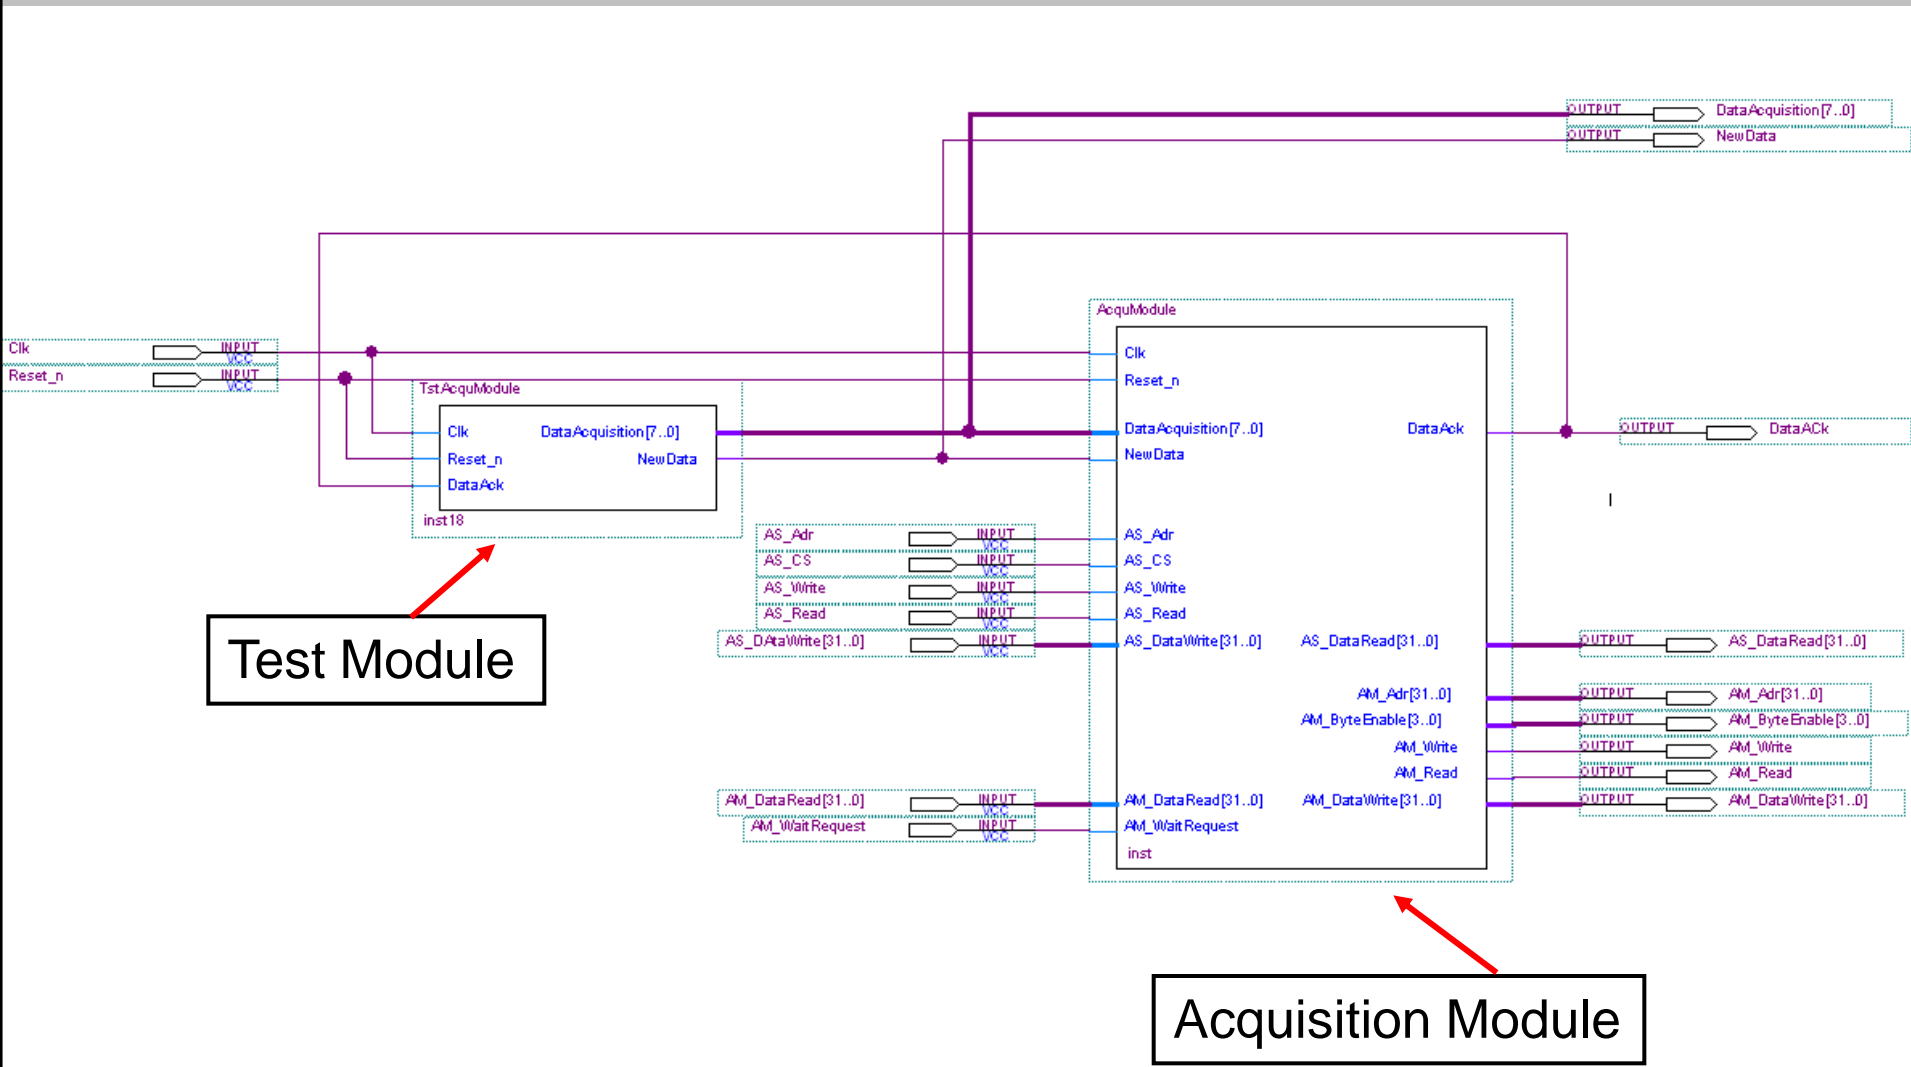 OUTPUT DataAcquisition[7..0]
OUTPUT NewData
AcquModule
Clk INPUT VCC
Reset_n INPUT VCC
Clk
Reset_n
TstAcquModule
Clk DataAcquisition[7..0]
Reset_n NewData
DataAck
inst18
DataAcquisition[7..0] DataAck
NewData
OUTPUT DataACk
AS_Adr INPUT VCC
AS_CS INPUT VCC
AS_Write INPUT VCC
AS_Read INPUT VCC
AS_DAtaWrite[31..0] INPUT VCC
AS_Adr
AS_CS
AS_Write
AS_Read
AS_DataWrite[31..0] AS_DataRead[31..0]
OUTPUT AS_DataRead[31..0]
Test Module
AM_Adr[31..0]
AM_ByteEnable[3..0]
AM_Write
AM_Read
OUTPUT AM_Adr[31..0]
OUTPUT AM_ByteEnable[3..0]
OUTPUT AM_Write
OUTPUT AM_Read
OUTPUT AM_DataWrite[31..0]
AM_DataRead[31..0] INPUT VCC
AM_WaitRequest INPUT VCC
AM_DataRead[31..0] AM_DataWrite[31..0]
AM_WaitRequest
inst
Acquisition Module